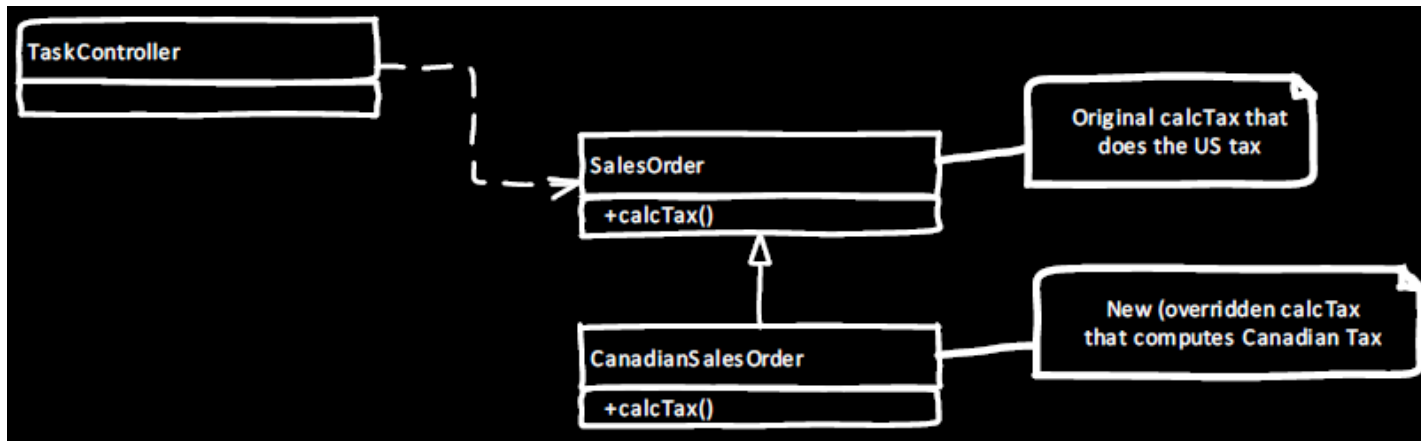 TaskController
Original calcTax that
does the US tax
SalesOrder
+calcTax()
New (overridden calcTax
that computes Canadian Tax
CanadianSalesOrder
+calcTax()